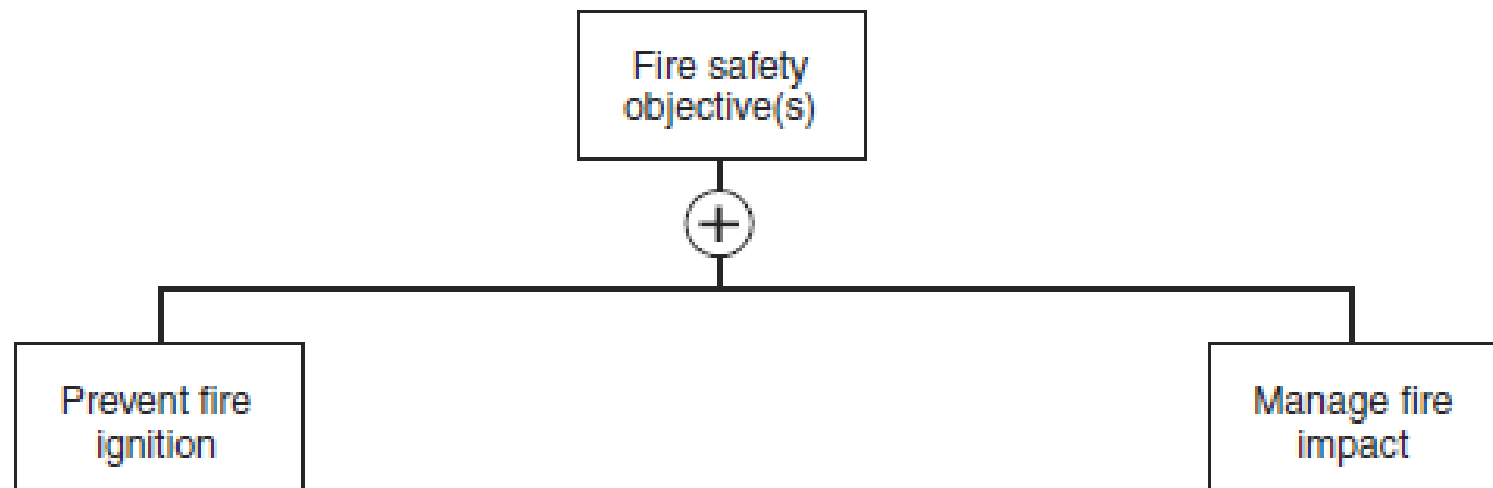 Fire safety
objective(s)
+
Prevent fire
ignition
Manage fire
impact